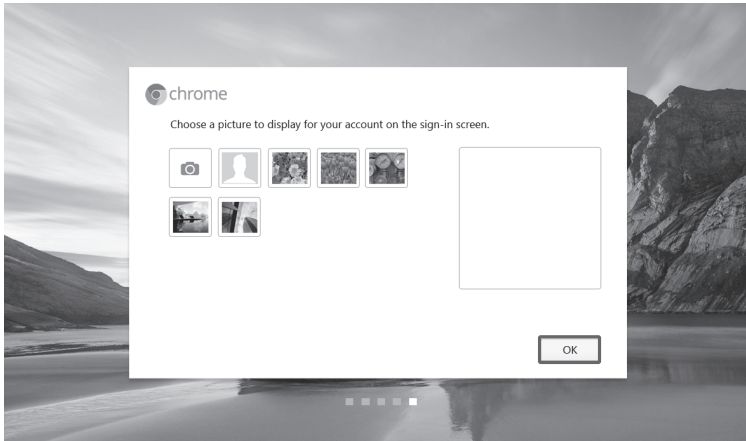 chrome
Choose a picture to display for your account on the sign-in screen.
OK